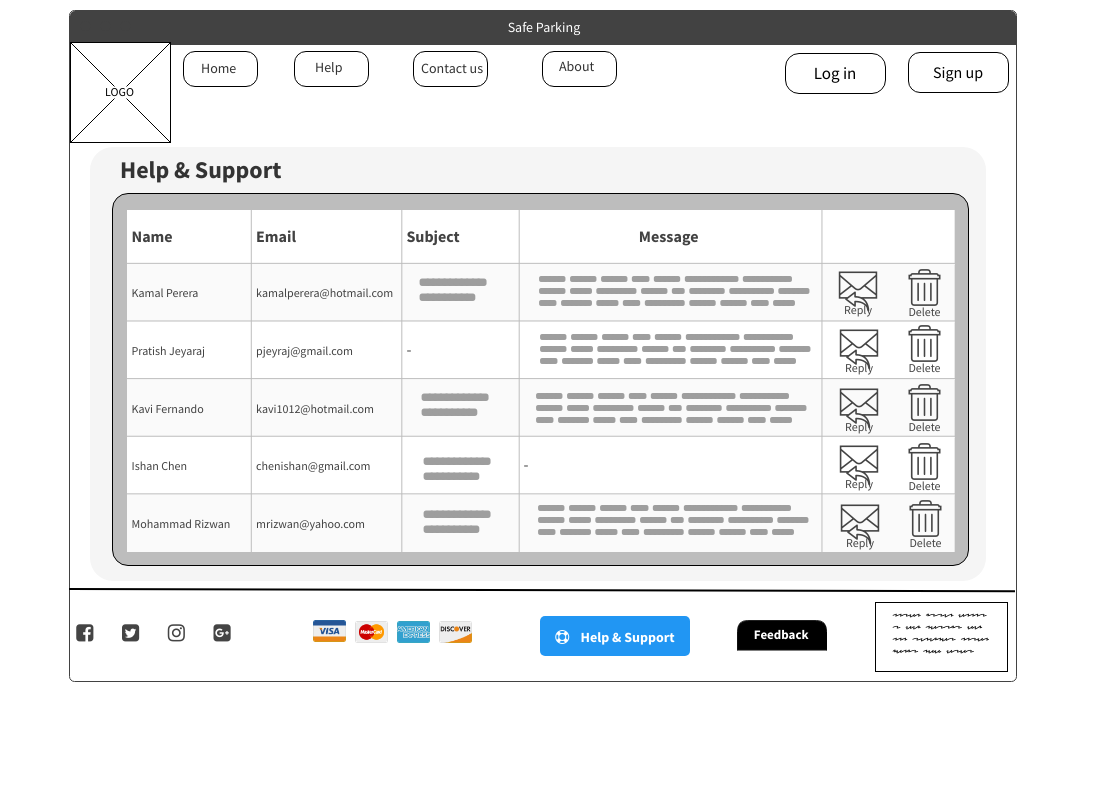 Safe Parking
LOGO
Home Help Contact us About Log in Sign up
Help & Support
Name Email Subject Message
Kamal Perera kamalperera@hotmail.com Reply Delete
Pratish Jeyaraj pjeyraj@gmail.com - Reply Delete
Kavi Fernando kavi1012@hotmail.com Reply Delete
Ishan Chen chenishan@gmail.com - Reply Delete
Mohammad Rizwan mrizwan@yahoo.com Reply Delete
VISA MasterCard AMERICAN EXPRESS DISCOVER
Help & Support
Feedback